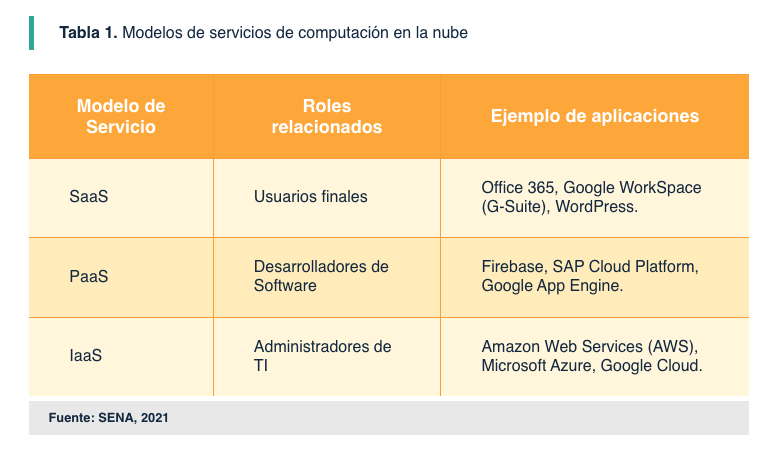 Tabla 1. Modelos de servicios de computación en la nube
Modelo de
Servicio
Roles
relacionados
Ejemplo de aplicaciones
SaaS
Usuarios finales
Office 365, Google WorkSpace
(G-Suite), WordPress.
PaaS
Desarrolladores de
Software
Firebase, SAP Cloud Platform,
Google App Engine.
IaaS
Administradores de
TI
Amazon Web Services (AWS),
Microsoft Azure, Google Cloud.
Fuente: SENA, 2021